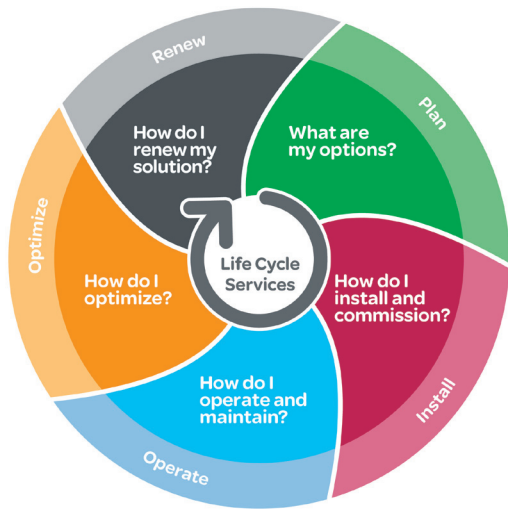 Renew
How do I
renew my
solution?
Plan
What are
my options?
Install
How do I
install and
commission?
Operate
How do I
operate and
maintain?
Optimize
How do I
optimize?
Life Cycle
Services